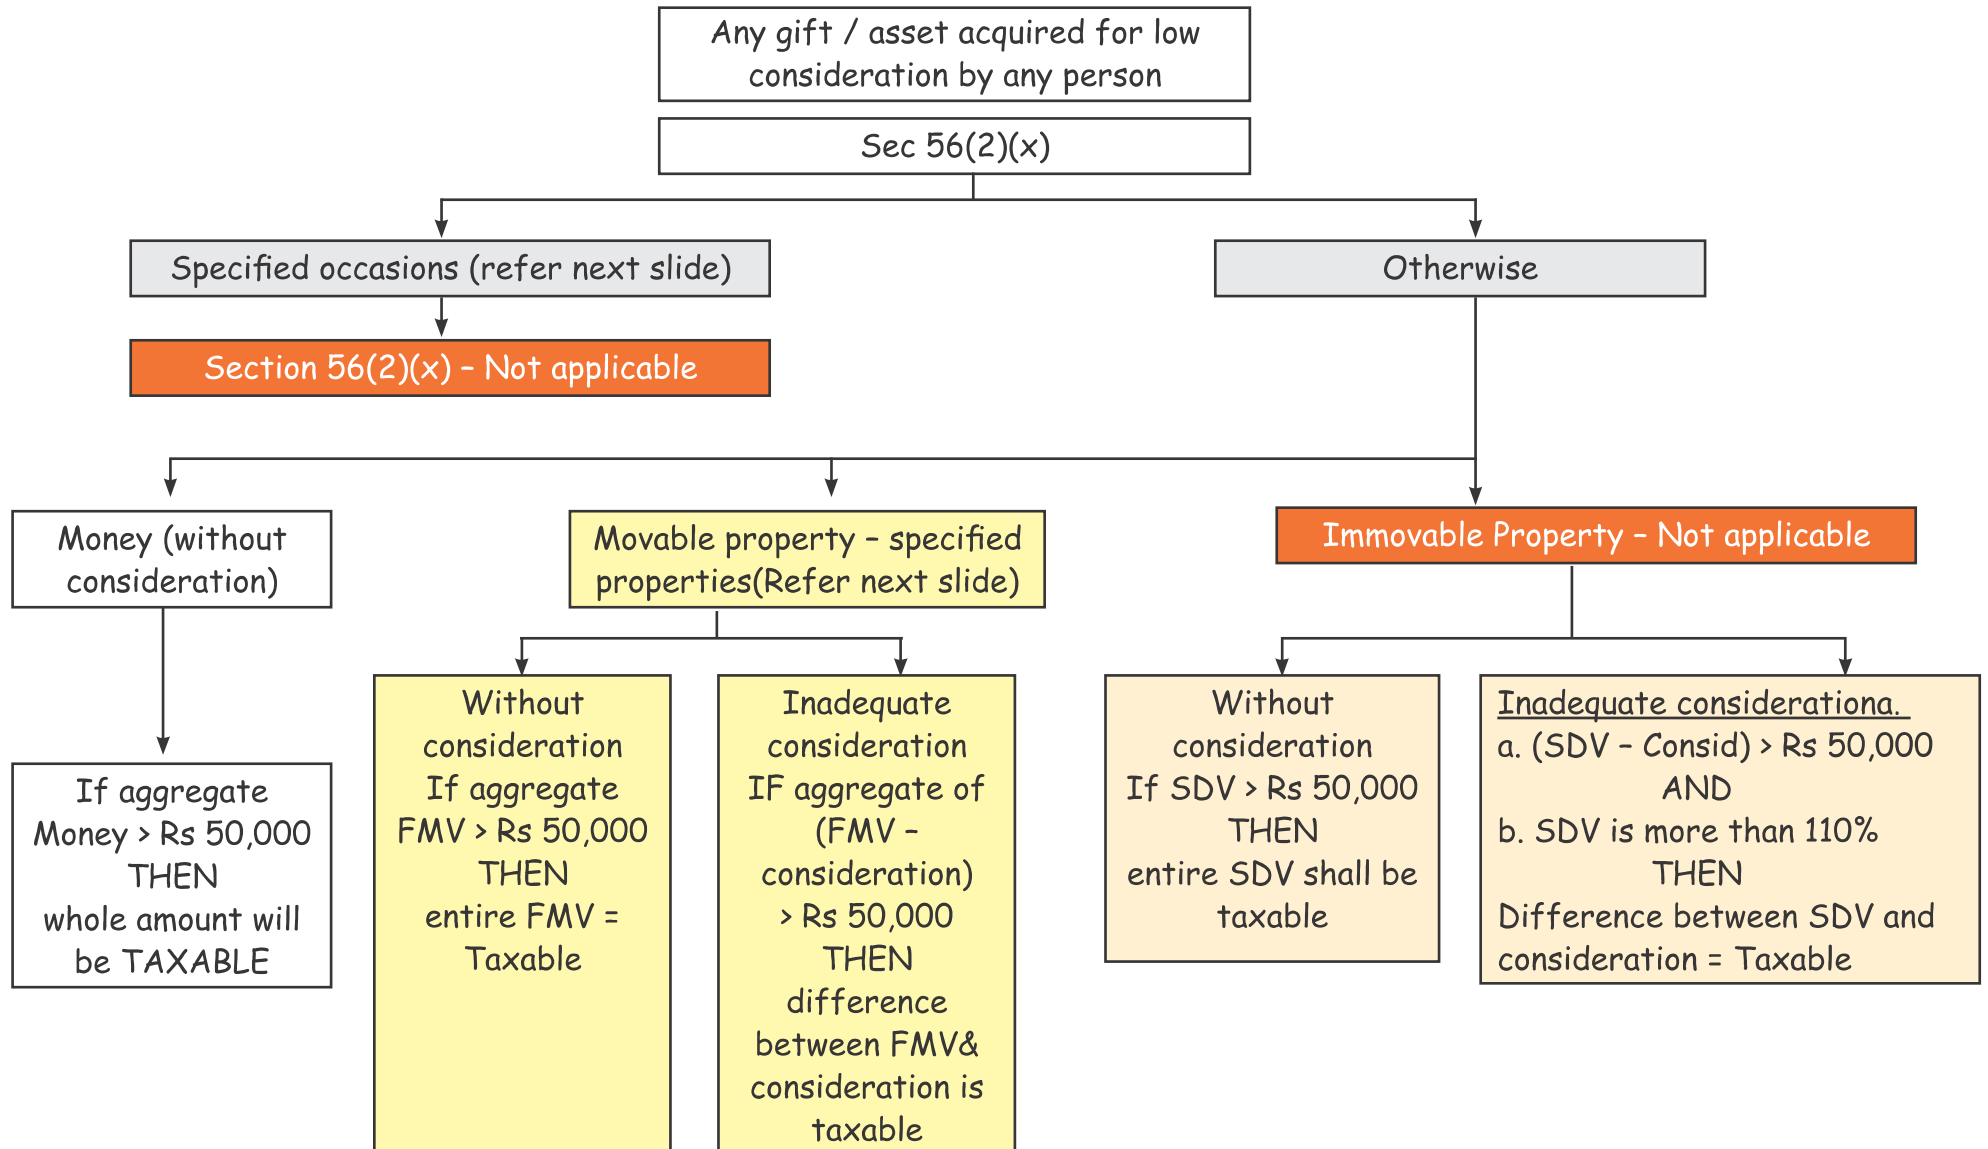 Any gift / asset acquired for low
consideration by any person
Sec 56(2)(x)
Specified occasions (refer next slide)
Otherwise
Section 56(2)(x) – Not applicable
Money (without
consideration)
Movable property – specified
properties(Refer next slide)
Immovable Property – Not applicable
If aggregate
Money > Rs 50,000
THEN
whole amount will
be TAXABLE
Without
consideration
If aggregate
FMV > Rs 50,000
THEN
entire FMV =
Taxable
Inadequate
consideration
IF aggregate of
(FMV –
consideration)
> Rs 50,000
THEN
difference
between FMV&
consideration is
taxable
Without
consideration
If SDV > Rs 50,000
THEN
entire SDV shall be
taxable
Inadequate considerationa.
a. (SDV – Consid) > Rs 50,000
AND
b. SDV is more than 110%
THEN
Difference between SDV and
consideration = Taxable